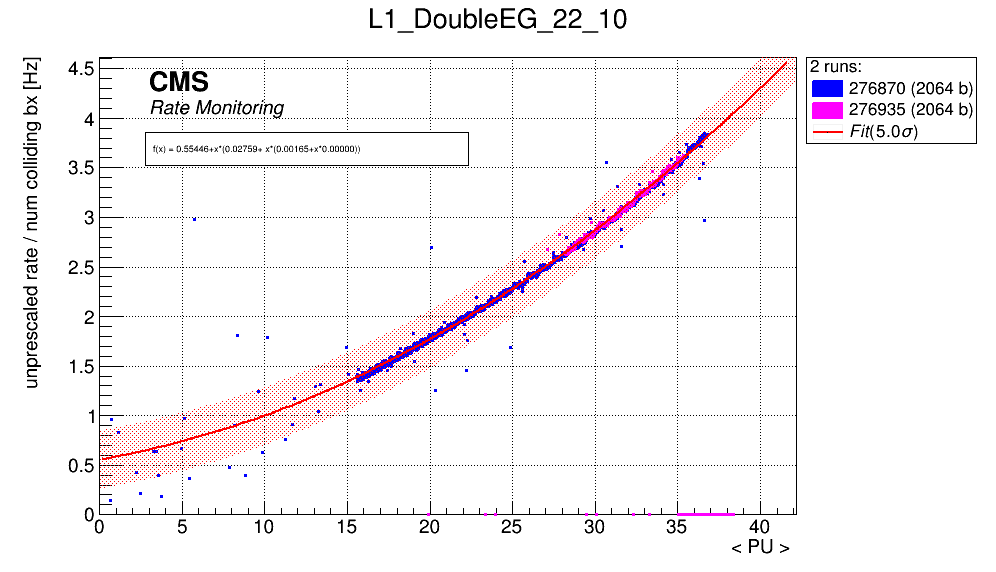 L1_DoubleEG_22_10
unprescaled rate / num colliding bx [Hz]
CMS
Rate Monitoring
f(x) = 0.55446+x*(0.02759+ x*(0.00165+x*0.00000))
2 runs:
276870 (2064 b)
276935 (2064 b)
Fit(5.0σ)
4.5
4
3.5
3
2.5
2
1.5
1
0.5
0
0 5 10 15 20 25 30 35 40
< PU >